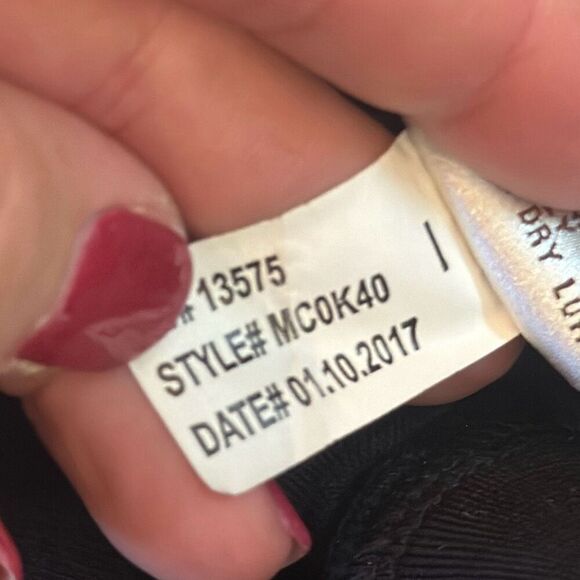 # 13575
STYLE# MC0K40
DATE# 01.10.2017
DRY